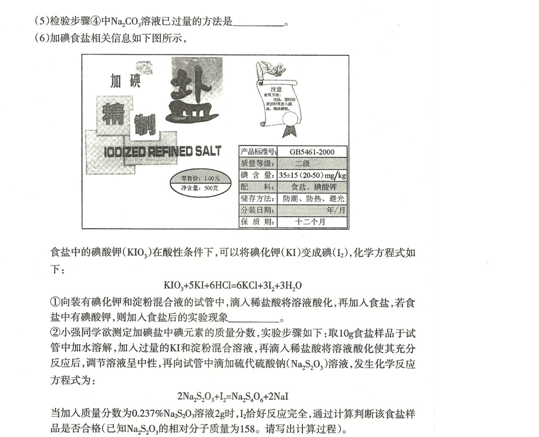 (5)检验步骤④中Na₂CO₃溶液已过量的方法是________。
(6)加碘食盐相关信息如下图所示，
加碘
精制
盐
IODIZED REFINED SALT
零售价：1.00元
净含量：500克
注意
产品标准号： GB5461-2000
质量等级： 二级
碘含量： 35±15 (20-50) mg/kg
配料： 食盐、碘酸钾
储存方法： 防潮、防热、避光
分装日期： 年/月
保质期： 十二个月
食盐中的碘酸钾(KIO₃)在酸性条件下，可以将碘化钾(KI)变成碘(I₂)，化学方程式如
下：
KIO₃+5KI+6HCl=6KCl+3I₂+3H₂O
①向装有碘化钾和淀粉混合液的试管中，滴入稀盐酸将溶液酸化，再加入食盐，若食
盐中有碘酸钾，则加入食盐后的实验现象________。
②小强同学欲测定加碘盐中碘元素的质量分数，实验步骤如下：取10g食盐样品于试
管中加水溶解，加入过量的KI和淀粉混合溶液，再滴入稀盐酸将溶液酸化使其充分
反应后，调节溶液呈中性，再向试管中滴加硫代硫酸钠(Na₂S₂O₃)溶液，发生化学反应
方程式为：
2Na₂S₂O₃+I₂=Na₂S₄O₆+2NaI
当加入质量分数为0.237%Na₂S₂O₃溶液2g时，I₂恰好反应完全，通过计算判断该食盐样
品是否合格(已知Na₂S₂O₃的相对分子质量为158。请写出计算过程)。